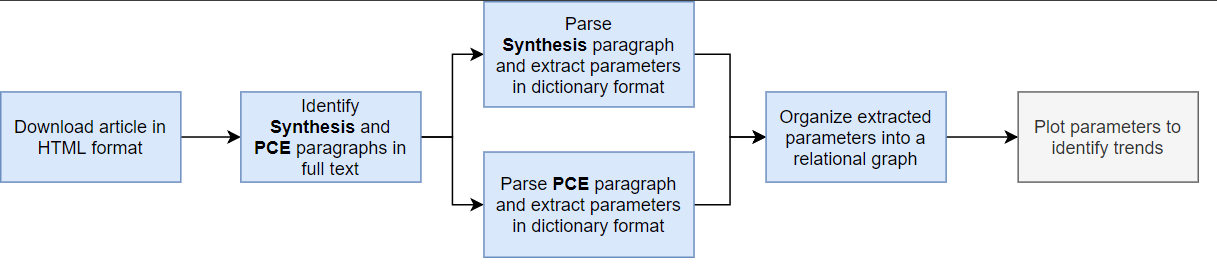 Download article in
HTML format
Identify
Synthesis and
PCE paragraphs in
full text
Parse
Synthesis paragraph
and extract parameters
in dictionary format
Parse PCE paragraph
and extract parameters
in dictionary format
Organize extracted
parameters into a
relational graph
Plot parameters to
identify trends